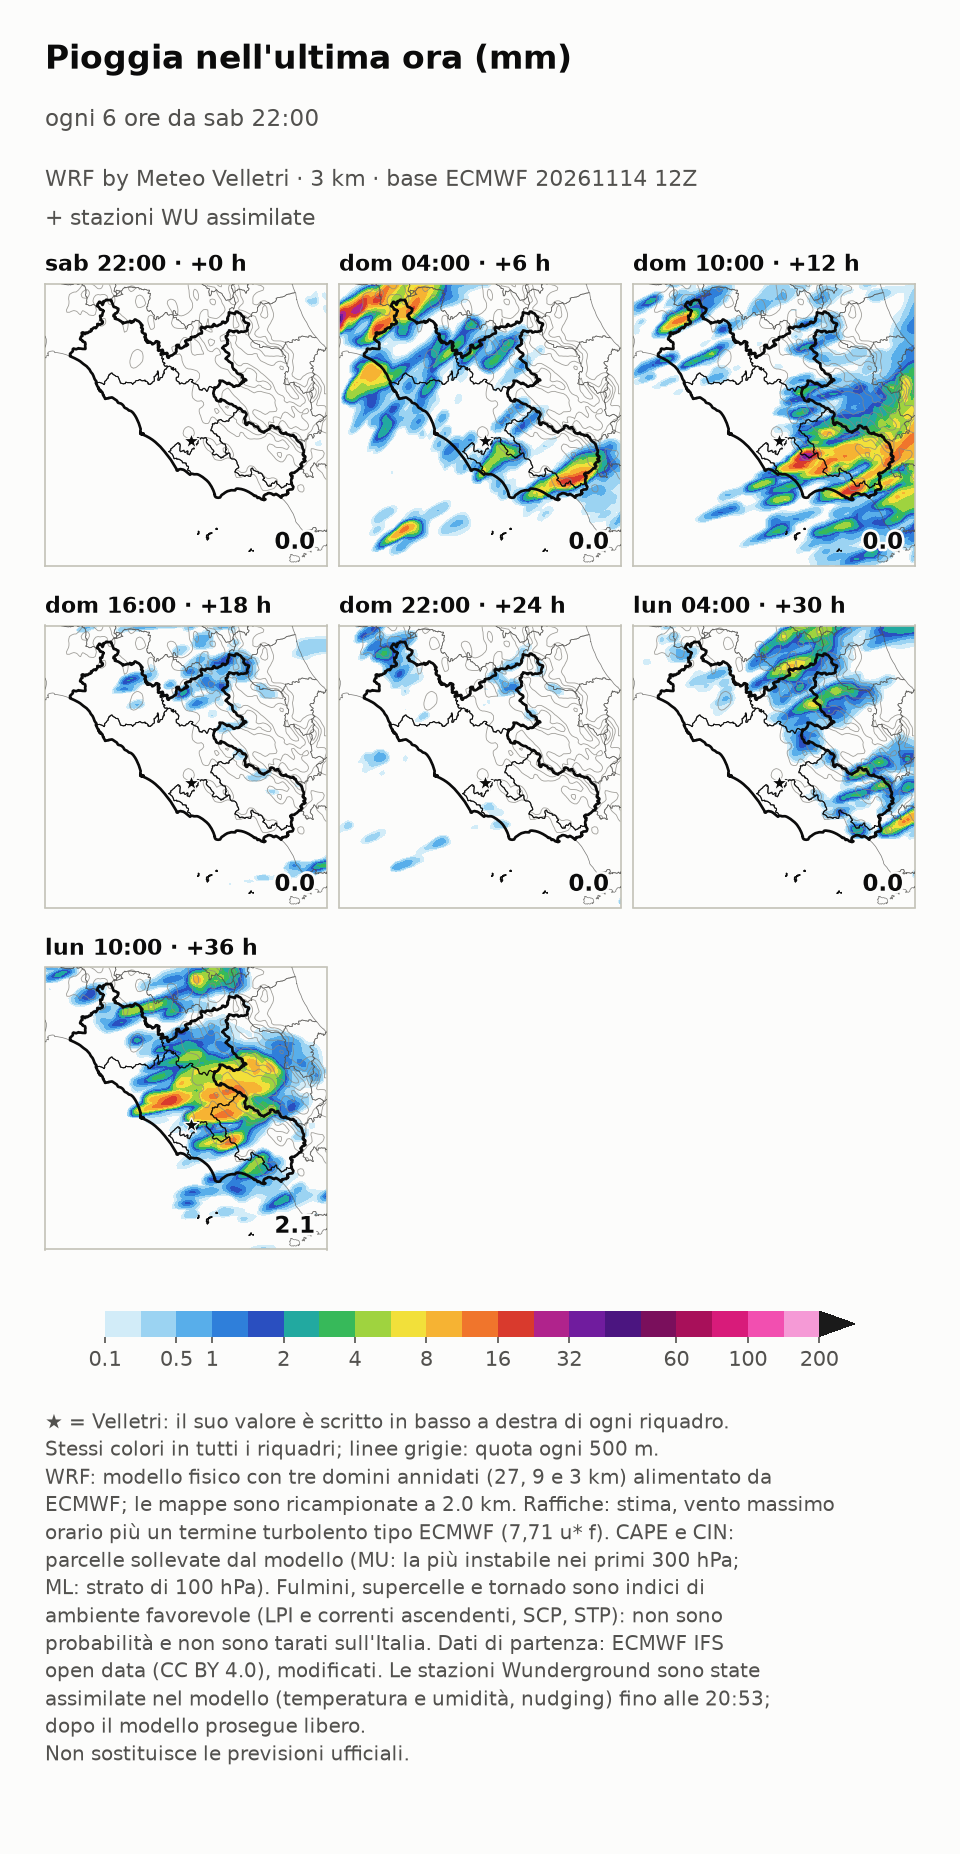 Pioggia nell'ultima ora (mm)
ogni 6 ore da sab 22:00
WRF by Meteo Velletri · 3 km · base ECMWF 20261114 12Z
+ stazioni WU assimilate
sab 22:00 · +0 h
dom 04:00 · +6 h
dom 10:00 · +12 h
0.0
0.0
0.0
dom 16:00 · +18 h
dom 22:00 · +24 h
lun 04:00 · +30 h
0.0
0.0
0.0
lun 10:00 · +36 h
2.1
0.1 0.5 1 2 4 8 16 32 60 100 200
★ = Velletri: il suo valore è scritto in basso a destra di ogni riquadro.
Stessi colori in tutti i riquadri; linee grigie: quota ogni 500 m.
WRF: modello fisico con tre domini annidati (27, 9 e 3 km) alimentato da
ECMWF; le mappe sono ricampionate a 2.0 km. Raffiche: stima, vento massimo
orario più un termine turbolento tipo ECMWF (7,71 u* f). CAPE e CIN:
parcelle sollevate dal modello (MU: la più instabile nei primi 300 hPa;
ML: strato di 100 hPa). Fulmini, supercelle e tornado sono indici di
ambiente favorevole (LPI e correnti ascendenti, SCP, STP): non sono
probabilità e non sono tarati sull'Italia. Dati di partenza: ECMWF IFS
open data (CC BY 4.0), modificati. Le stazioni Wunderground sono state
assimilate nel modello (temperatura e umidità, nudging) fino alle 20:53;
dopo il modello prosegue libero.
Non sostituisce le previsioni ufficiali.